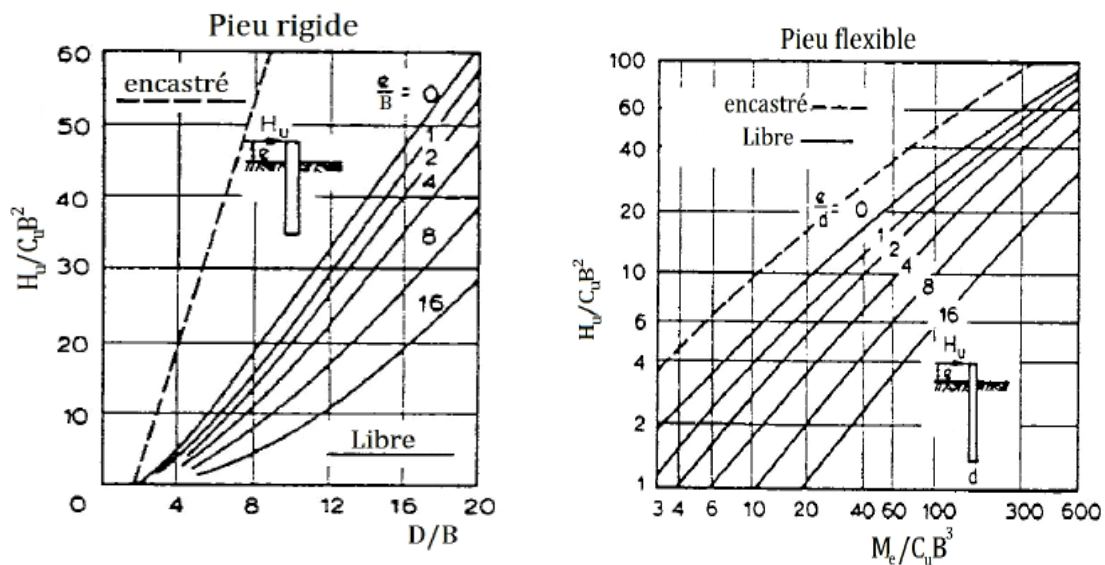 Pieu rigide
60
50
40
30
20
10
0
4
8
12
16
20
Hu/CuB²
D/B
encastré
e/B = 0
1
2
4
8
16
Hu
e
Libre
Pieu flexible
100
60
40
20
10
6
4
2
1
3 4 6 10 20 40 60 100 300 600
Hu/CuB²
Me/CuB³
encastré
Libre
e/d = 0
1
2
4
8
16
Hu
e
d